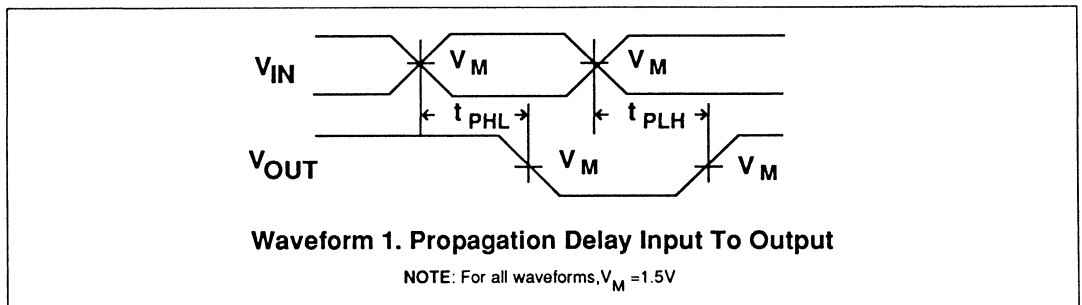 V_IN V_M V_M
t_PHL t_PLH
V_OUT V_M V_M
Waveform 1. Propagation Delay Input To Output
NOTE: For all waveforms,V_M =1.5V